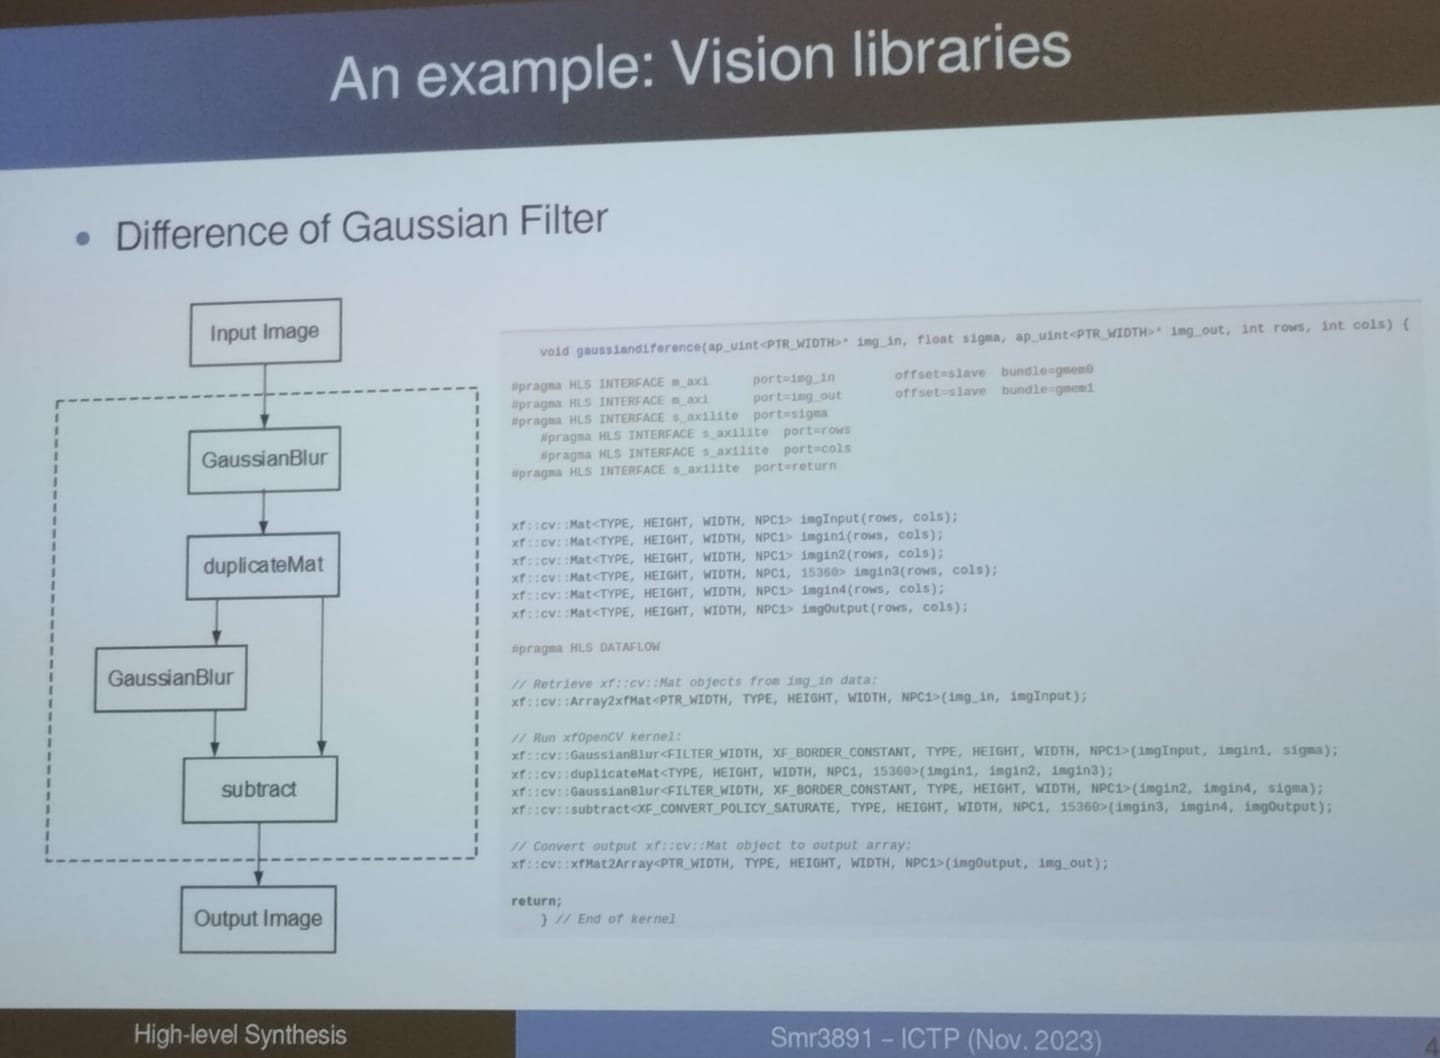 An example: Vision libraries
• Difference of Gaussian Filter
Input Image
GaussianBlur
duplicateMat
GaussianBlur
subtract
Output Image
void gaussiandiference(ap_uint<PTR_WIDTH>* img_in, float sigma, ap_uint<PTR_WIDTH>* img_out, int rows, int cols) {
#pragma HLS INTERFACE m_axi port=img_in offset=slave bundle=gmem0
#pragma HLS INTERFACE m_axi port=img_out offset=slave bundle=gmem1
#pragma HLS INTERFACE s_axilite port=sigma
#pragma HLS INTERFACE s_axilite port=rows
#pragma HLS INTERFACE s_axilite port=cols
#pragma HLS INTERFACE s_axilite port=return
xf::cv::Mat<TYPE, HEIGHT, WIDTH, NPC1> imgInput(rows, cols);
xf::cv::Mat<TYPE, HEIGHT, WIDTH, NPC1> imgin1(rows, cols);
xf::cv::Mat<TYPE, HEIGHT, WIDTH, NPC1> imgin2(rows, cols);
xf::cv::Mat<TYPE, HEIGHT, WIDTH, NPC1, 15360> imgin3(rows, cols);
xf::cv::Mat<TYPE, HEIGHT, WIDTH, NPC1> imgin4(rows, cols);
xf::cv::Mat<TYPE, HEIGHT, WIDTH, NPC1> imgOutput(rows, cols);
#pragma HLS DATAFLOW
// Retrieve xf::cv::Mat objects from img_in data:
xf::cv::Array2xfMat<PTR_WIDTH, TYPE, HEIGHT, WIDTH, NPC1>(img_in, imgInput);
// Run xfOpenCV kernel:
xf::cv::GaussianBlur<FILTER_WIDTH, XF_BORDER_CONSTANT, TYPE, HEIGHT, WIDTH, NPC1>(imgInput, imgin1, sigma);
xf::cv::duplicateMat<TYPE, HEIGHT, WIDTH, NPC1, 15360>(imgin1, imgin2, imgin3);
xf::cv::GaussianBlur<FILTER_WIDTH, XF_BORDER_CONSTANT, TYPE, HEIGHT, WIDTH, NPC1>(imgin2, imgin4, sigma);
xf::cv::subtract<XF_CONVERT_POLICY_SATURATE, TYPE, HEIGHT, WIDTH, NPC1, 15360>(imgin3, imgin4, imgOutput);
// Convert output xf::cv::Mat object to output array:
xf::cv::xfMat2Array<PTR_WIDTH, TYPE, HEIGHT, WIDTH, NPC1>(imgOutput, img_out);
return;
} // End of kernel
High-level Synthesis
Smr3891 – ICTP (Nov. 2023)